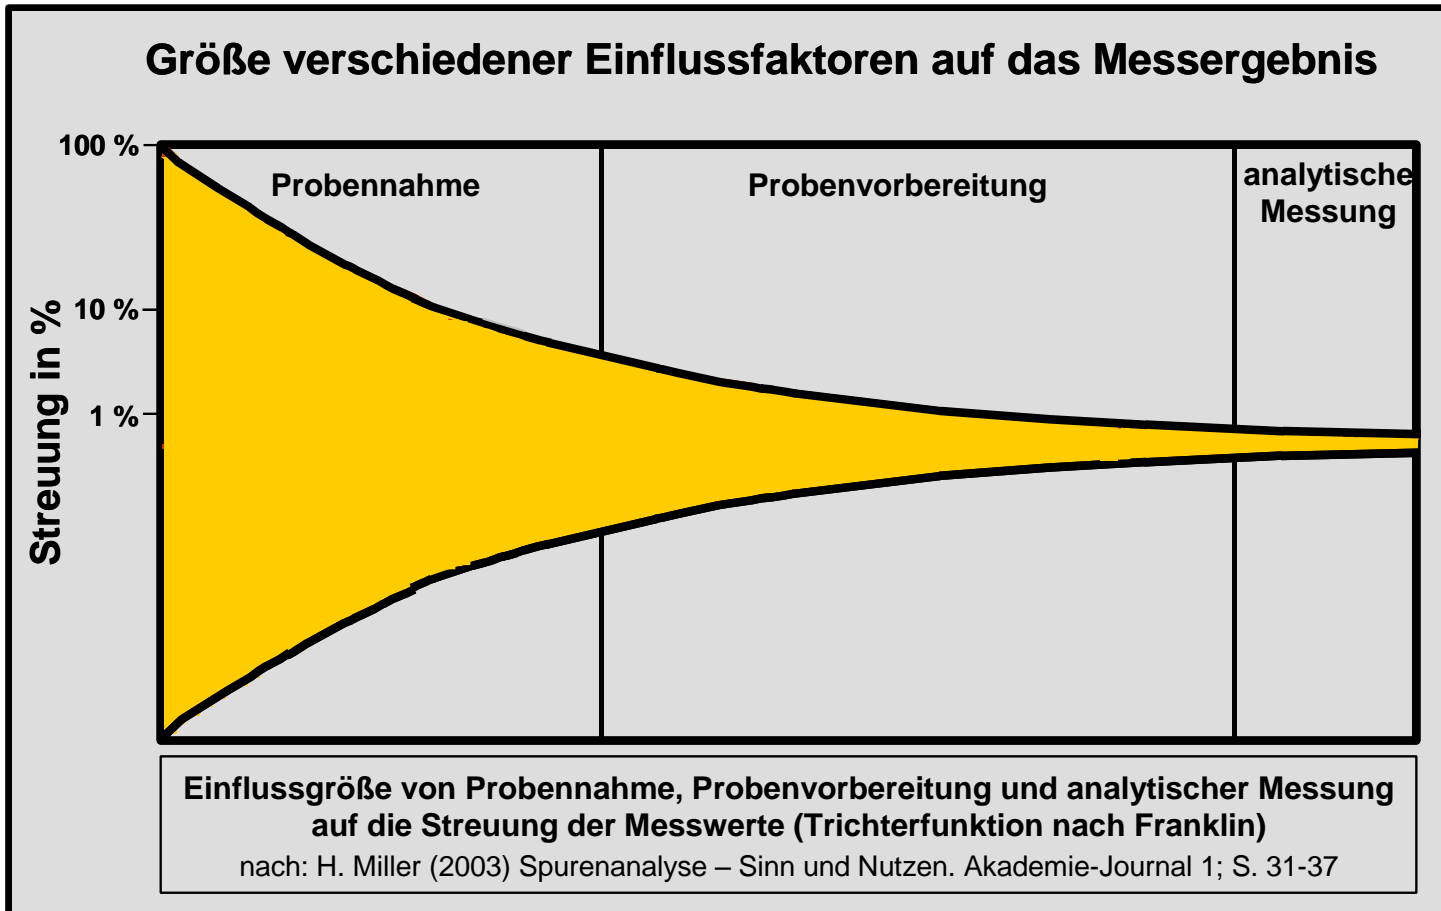 Größe verschiedener Einflussfaktoren auf das Messergebnis
100 %
10 %
1 %
Streuung in %
Probennahme
Probenvorbereitung
analytische
Messung
Einflussgröße von Probennahme, Probenvorbereitung und analytischer Messung
auf die Streuung der Messwerte (Trichterfunktion nach Franklin)
nach: H. Miller (2003) Spurenanalyse – Sinn und Nutzen. Akademie-Journal 1; S. 31-37